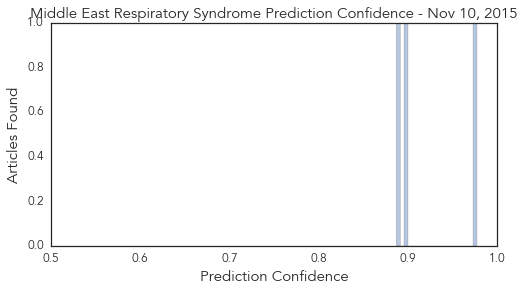 Middle East Respiratory Syndrome Prediction Confidence - Nov 10, 2015
1.0
0.8
0.6
0.4
0.2
0.0
Articles Found
0.5 0.6 0.7 0.8 0.9 1.0
Prediction Confidence